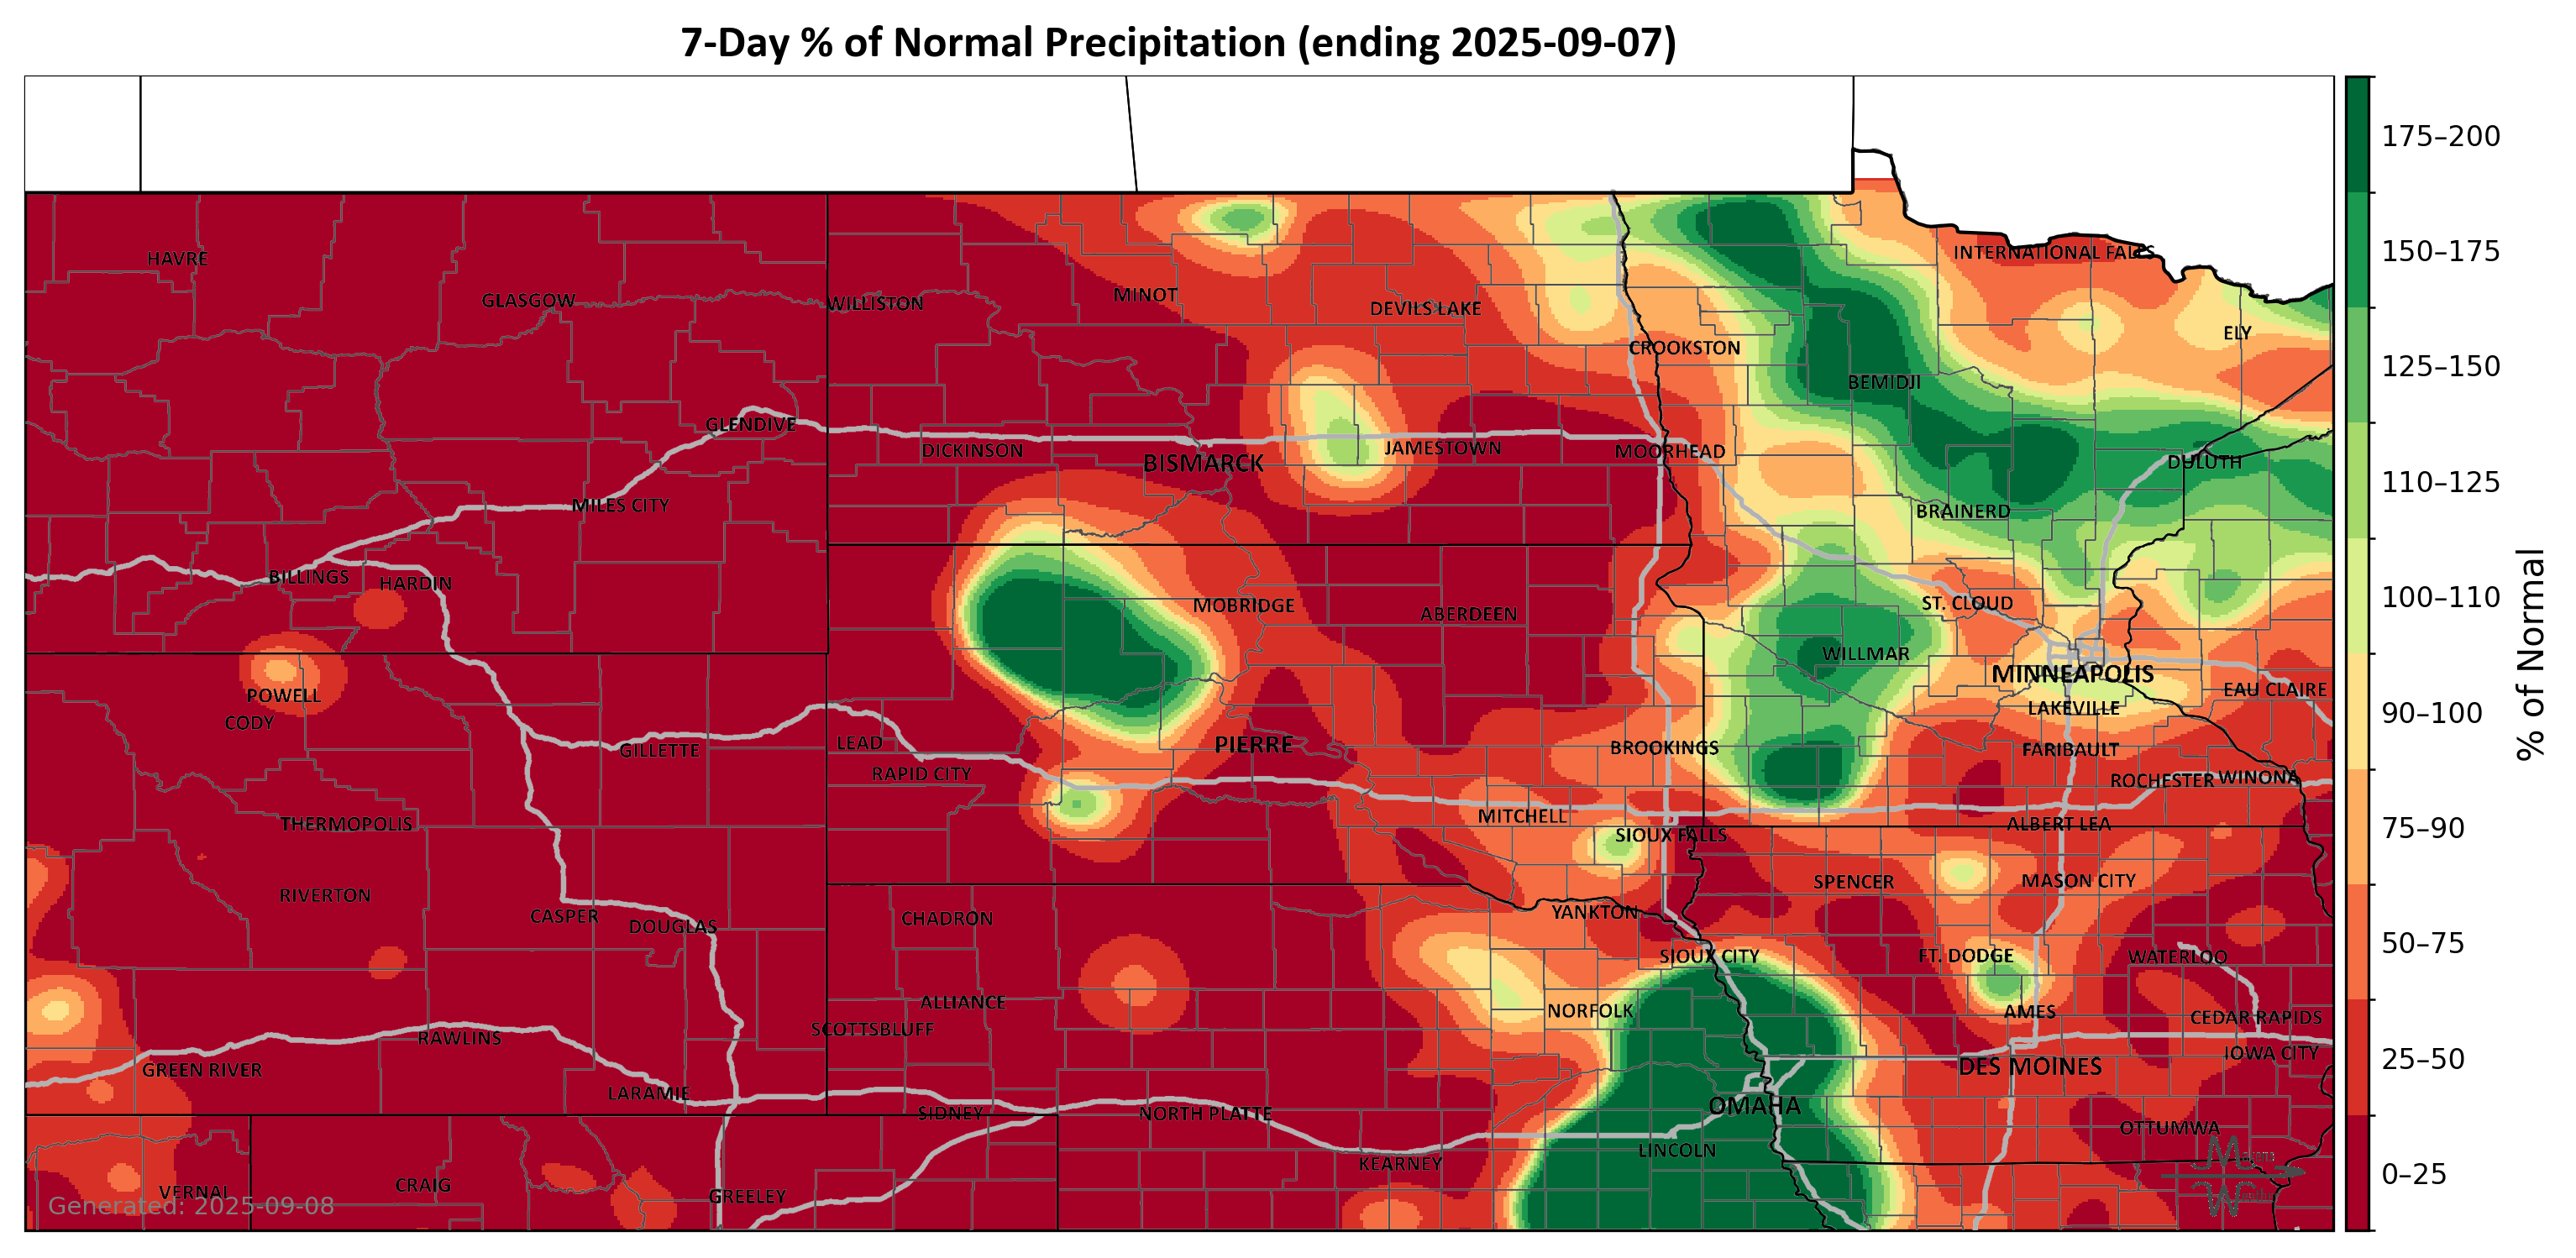 7-Day % of Normal Precipitation (ending 2025-09-07)
175–200
150–175
125–150
110–125
100–110
90–100
75–90
50–75
25–50
0–25
% of Normal
HAVRE
GLASGOW
WILLISTON
MINOT
DEVILS LAKE
INTERNATIONAL FALLS
ELY
CROOKSTON
BEMIDJI
GLENDIVE
DICKINSON
BISMARCK
JAMESTOWN
MOORHEAD
DULUTH
MILES CITY
BRAINERD
BILLINGS
HARDIN
MOBRIDGE
ABERDEEN
ST. CLOUD
WILLMAR
MINNEAPOLIS
POWELL
EAU CLAIRE
CODY
LAKEVILLE
GILLETTE
LEAD
PIERRE
BROOKINGS
FARIBAULT
RAPID CITY
ROCHESTER
WINONA
THERMOPOLIS
MITCHELL
SIOUX FALLS
ALBERT LEA
RIVERTON
SPENCER
MASON CITY
CASPER
DOUGLAS
CHADRON
YANKTON
SIOUX CITY
FT. DODGE
WATERLOO
ALLIANCE
NORFOLK
AMES
SCOTTSBLUFF
CEDAR RAPIDS
RAWLINS
IOWA CITY
GREEN RIVER
DES MOINES
LARAMIE
SIDNEY
NORTH PLATTE
OMAHA
OTTUMWA
LINCOLN
KEARNEY
VERNAL
CRAIG
GREELEY
Generated: 2025-09-08